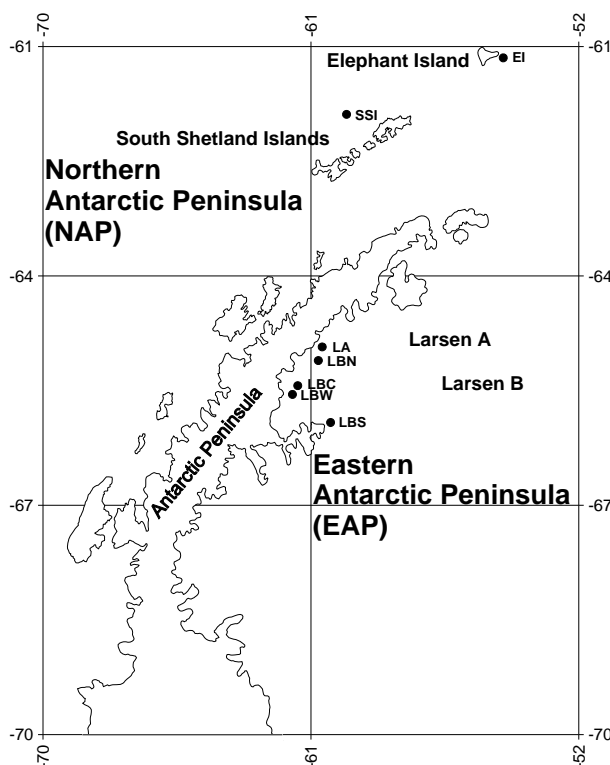 -70
-61
-52
-61
-61
Elephant Island
EI
SSI
South Shetland Islands
Northern
Antarctic Peninsula
(NAP)
-64
-64
LA
Larsen A
LBN
LBC
Larsen B
LBW
Antarctic Peninsula
LBS
Eastern
Antarctic Peninsula
(EAP)
-67
-67
-70
-70
-70
-61
-52